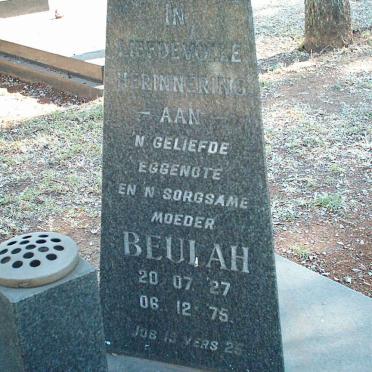 IN
LIEFDEVOLLE
HERINNERING
- AAN -
'N GELIEFDE
EGGENOTE
EN 'N SORGSAME
MOEDER
BEULAH
20.07.27
06.12.75.
JOB 19 VERS 25